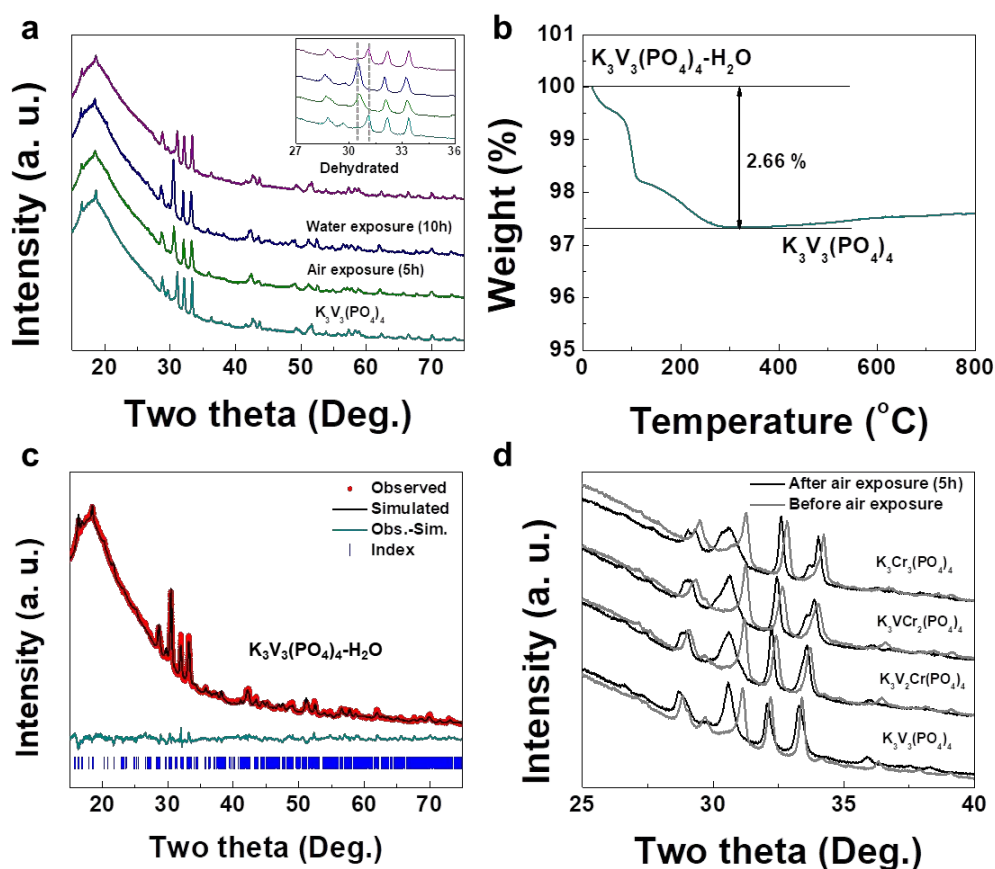 a
Intensity (a. u.)
27 30 33 36
Dehydrated
Water exposure (10h)
Air exposure (5h)
K₃V₃(PO₄)₄
20 30 40 50 60 70
Two theta (Deg.)
b
Weight (%)
101
100
99
98
97
96
95
K₃V₃(PO₄)₄-H₂O
2.66 %
K₃V₃(PO₄)₄
0 200 400 600 800
Temperature (°C)
c
Intensity (a. u.)
Observed
Simulated
Obs.-Sim.
Index
K₃V₃(PO₄)₄-H₂O
20 30 40 50 60 70
Two theta (Deg.)
d
Intensity (a. u.)
After air exposure (5h)
Before air exposure
K₃Cr₃(PO₄)₄
K₃VCr₂(PO₄)₄
K₃V₂Cr(PO₄)₄
K₃V₃(PO₄)₄
25 30 35 40
Two theta (Deg.)